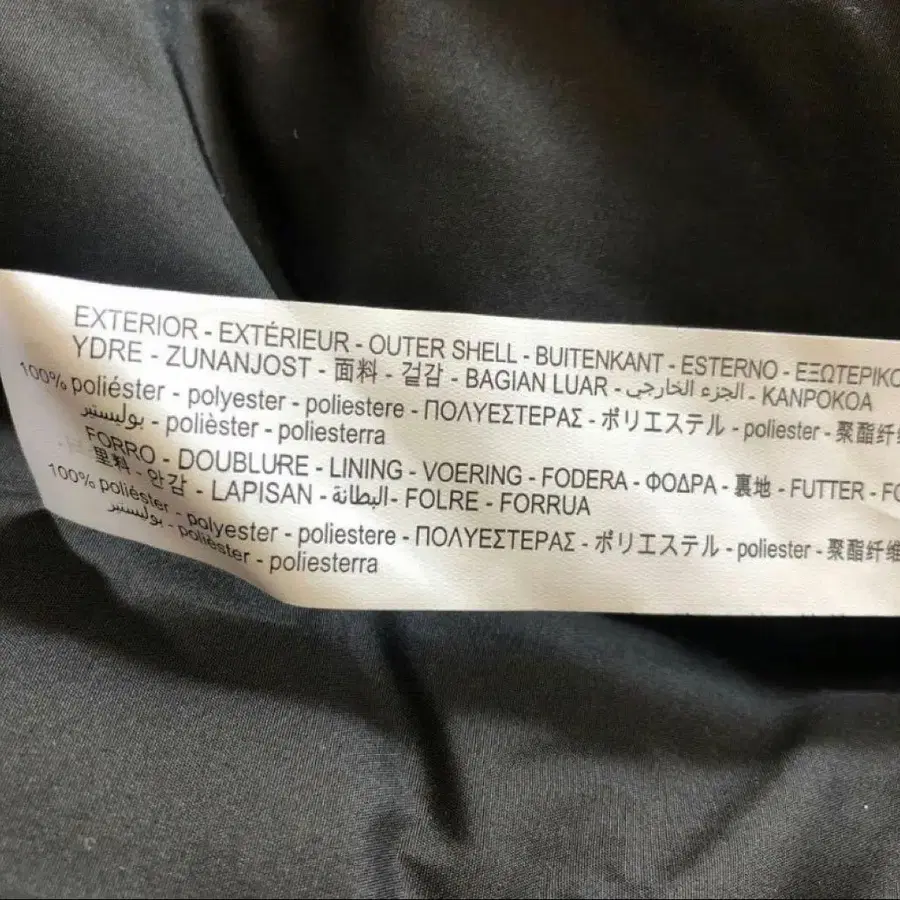 EXTERIOR - EXTÉRIEUR - OUTER SHELL - BUITENKANT - ESTERNO - ΕΞΩΤΕΡΙΚΟ
YDRE - ZUNANJOST - 面料 - 겉감 - BAGIAN LUAR - الجزء الخارجي - KANPOKOA
100% poliéster - polyester - poliestere - ΠΟΛΥΕΣΤΕΡΑΣ - ポリエステル - poliester - 聚酯纤维
بوليستير - polièster - poliesterra
FORRO - DOUBLURE - LINING - VOERING - FODERA - ΦΟΔΡΑ - 裏地 - FUTTER - FO
里料 - 안감 - LAPISAN - البطانة - FOLRE - FORRUA
100% poliéster - polyester - poliestere - ΠΟΛΥΕΣΤΕΡΑΣ - ポリエステル - poliester - 聚酯纤维
بوليستير - polièster - poliesterra